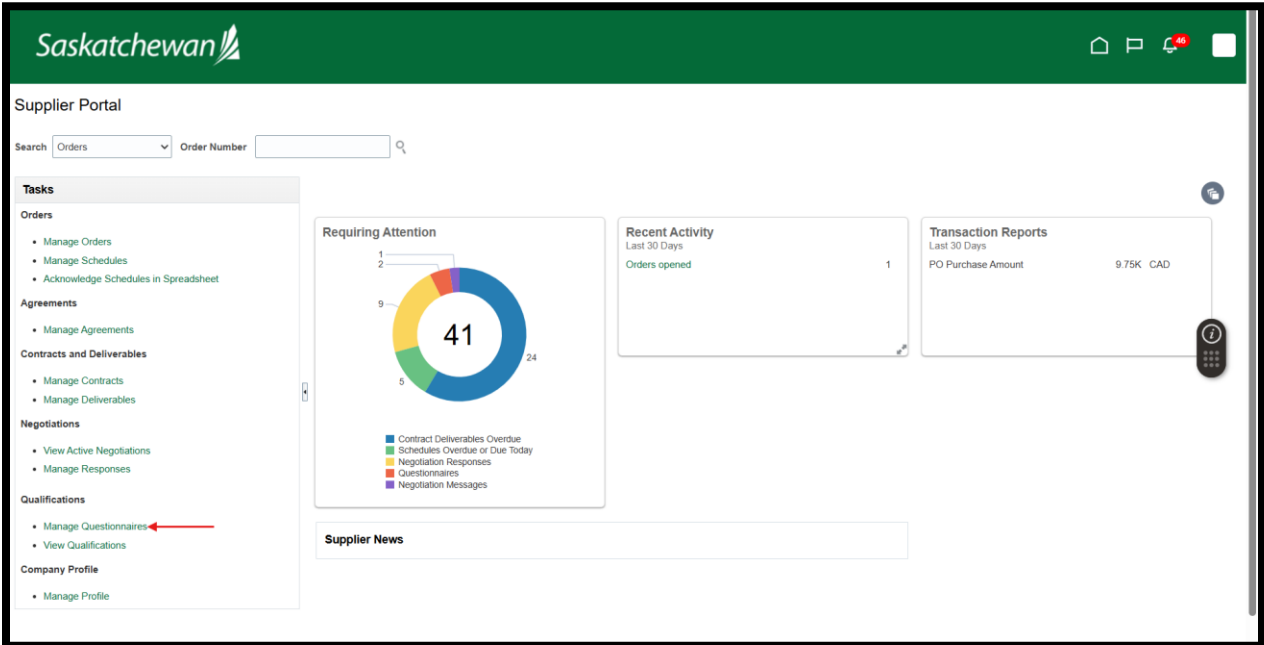 Saskatchewan
46
Supplier Portal
Search Orders Order Number
Tasks
Orders
Manage Orders
Manage Schedules
Acknowledge Schedules in Spreadsheet
Agreements
Manage Agreements
Contracts and Deliverables
Manage Contracts
Manage Deliverables
Negotiations
View Active Negotiations
Manage Responses
Qualifications
Manage Questionnaires
View Qualifications
Company Profile
Manage Profile
Requiring Attention
1
2
9
41
24
5
Contract Deliverables Overdue
Schedules Overdue or Due Today
Negotiation Responses
Questionnaires
Negotiation Messages
Recent Activity
Last 30 Days
Orders opened 1
Transaction Reports
Last 30 Days
PO Purchase Amount 9.75K CAD
i
Supplier News